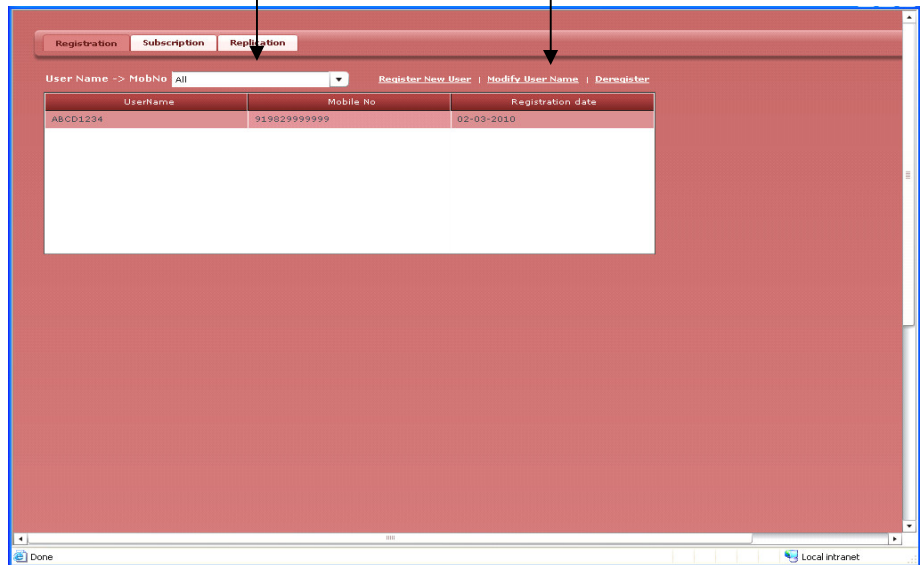 Registration Subscription Replication
User Name -> MobNo All Register New User | Modify User Name | Deregister
UserName Mobile No Registration date
ABCD1234 919829999999 02-03-2010
Done Local intranet